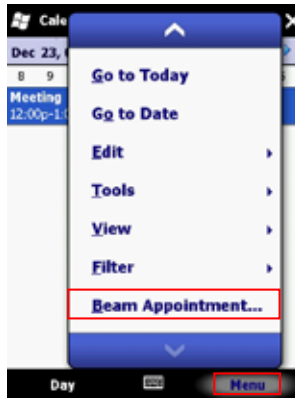 Cale
Dec 23,
8 9
Meeting
12:00p-1:0
Go to Today
Go to Date
Edit
Tools
View
Filter
Beam Appointment...
Day
Menu